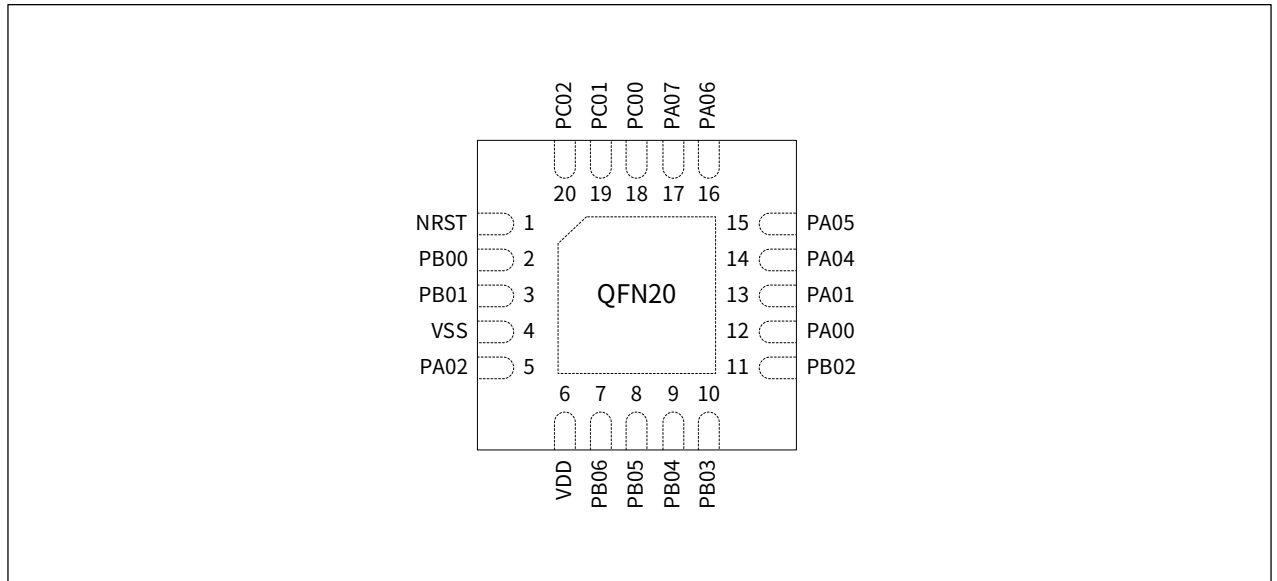 PC02 PC01 PC00 PA07 PA06
20 19 18 17 16
NRST 1 15 PA05
PB00 2 14 PA04
PB01 3 QFN20 13 PA01
VSS 4 12 PA00
PA02 5 11 PB02
6 7 8 9 10
VDD PB06 PB05 PB04 PB03